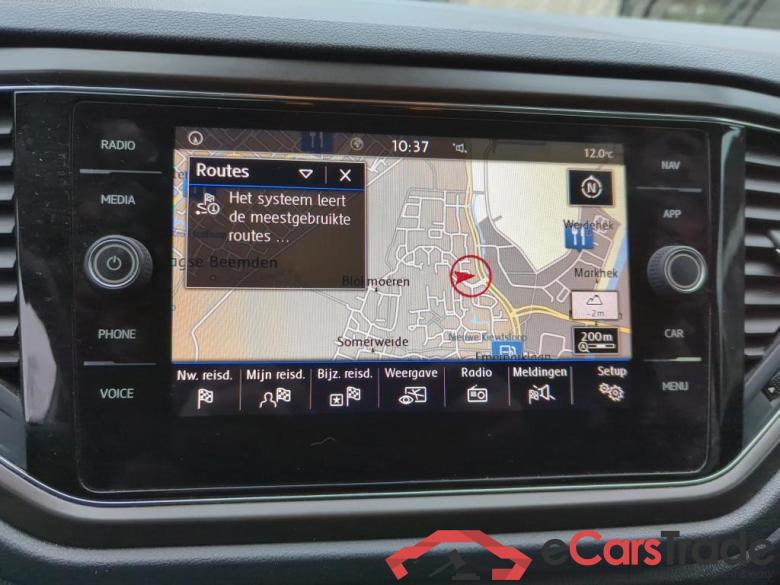 RADIO
MEDIA
PHONE
VOICE
10:37
12.0°C
Routes
Het systeem leert
de meestgebruikte
routes ...
agse Beemden
Somerweide
Markhek
N
-2m
200m
NAV
APP
CAR
MENU
Nw. reisd.
Mijn reisd.
Bijz. reisd.
Weergave
Radio
Meldingen
Setup
eCarsTrade